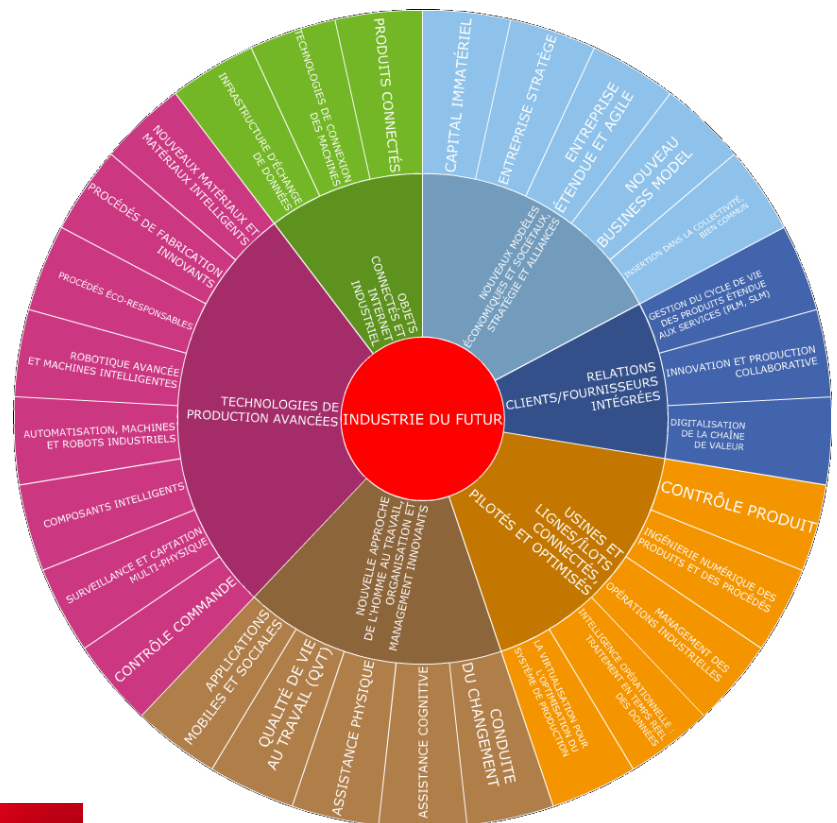 INDUSTRIE DU FUTUR
NOUVEAUX MODÈLES
ÉCONOMIQUES ET SOCIÉTAUX,
STRATÉGIE ET ALLIANCES
CAPITAL IMMATÉRIEL
ENTREPRISE STRATÈGE
ENTREPRISE
ÉTENDUE ET AGILE
NOUVEAU
BUSINESS MODEL
INSERTION DANS LA COLLECTIVITÉ,
BIEN COMMUN
RELATIONS
CLIENTS/FOURNISSEURS
INTÉGRÉES
GESTION DU CYCLE DE VIE
DES PRODUITS ÉTENDUE
AUX SERVICES (PLM, SLM)
INNOVATION ET PRODUCTION
COLLABORATIVE
DIGITALISATION
DE LA CHAÎNE
DE VALEUR
USINES ET
LIGNES/ÎLOTS
CONNECTÉS,
PILOTÉS ET OPTIMISÉS
CONTRÔLE PRODUIT
INGÉNIERIE NUMÉRIQUE DES
PRODUITS ET DES PROCÉDÉS
MANAGEMENT DES
OPÉRATIONS INDUSTRIELLES
INTELLIGENCE OPÉRATIONNELLE :
TRAITEMENT EN TEMPS RÉEL
DES DONNÉES
LA VIRTUALISATION POUR
L'OPTIMISATION DU
SYSTÈME DE PRODUCTION
NOUVELLE APPROCHE
DE L'HOMME AU TRAVAIL,
ORGANISATION ET
MANAGEMENT INNOVANTS
CONDUITE
DU CHANGEMENT
ASSISTANCE COGNITIVE
ASSISTANCE PHYSIQUE
QUALITÉ DE VIE
AU TRAVAIL (QVT)
APPLICATIONS
MOBILES ET SOCIALES
TECHNOLOGIES DE
PRODUCTION AVANCÉES
CONTRÔLE COMMANDE
SURVEILLANCE ET CAPTATION
MULTI-PHYSIQUE
COMPOSANTS INTELLIGENTS
AUTOMATISATION, MACHINES
ET ROBOTS INDUSTRIELS
ROBOTIQUE AVANCÉE
ET MACHINES INTELLIGENTES
PROCÉDÉS ÉCO-RESPONSABLES
PROCÉDÉS DE FABRICATION
INNOVANTS
NOUVEAUX MATÉRIAUX ET
MATÉRIAUX INTELLIGENTS
OBJETS
CONNECTÉS ET
INTERNET
INDUSTRIEL
INFRASTRUCTURE D'ÉCHANGE
DE DONNÉES
TECHNOLOGIES DE CONNEXION
DES MACHINES
PRODUITS CONNECTÉS